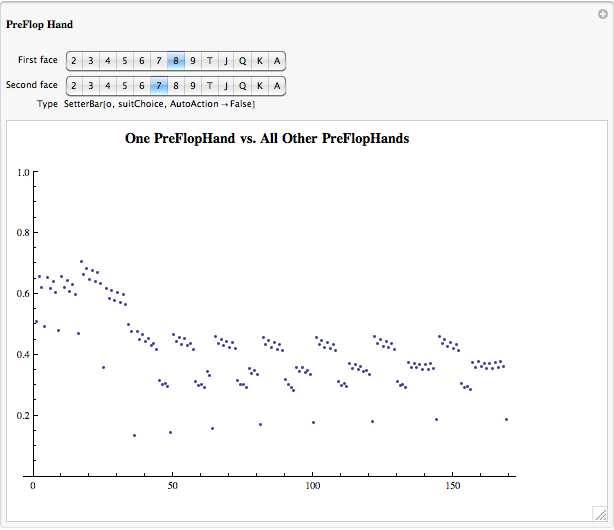 PreFlop Hand
First face 2 3 4 5 6 7 8 9 T J Q K A
Second face 2 3 4 5 6 7 8 9 T J Q K A
Type SetterBar[o, suitChoice, AutoAction → False]
One PreFlopHand vs. All Other PreFlopHands
1.0
0.8
0.6
0.4
0.2
0 50 100 150